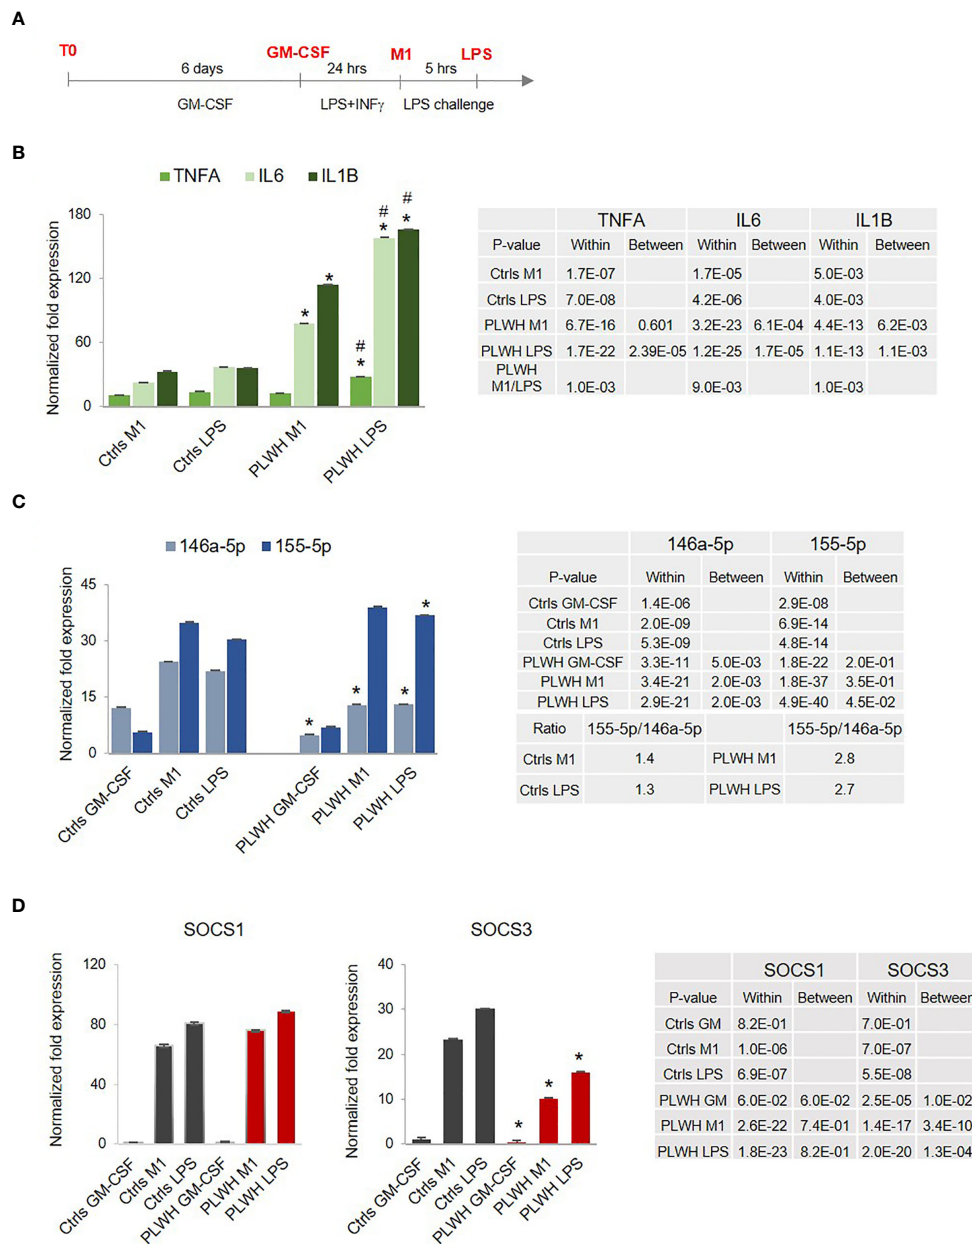 A
T0 GM-CSF M1 LPS
6 days 24 hrs 5 hrs
GM-CSF LPS+INFγ LPS challenge
B
TNFA IL6 IL1B
Normalized fold expression
180
120
60
0
# * # *
* *
# *
Ctrls M1 Ctrls LPS PLWH M1 PLWH LPS
TNFA IL6 IL1B
P-value Within Between Within Between Within Between
Ctrls M1 1.7E-07 1.7E-05 5.0E-03
Ctrls LPS 7.0E-08 4.2E-06 4.0E-03
PLWH M1 6.7E-16 0.601 3.2E-23 6.1E-04 4.4E-13 6.2E-03
PLWH LPS 1.7E-22 2.39E-05 1.2E-25 1.7E-05 1.1E-13 1.1E-03
PLWH
M1/LPS 1.0E-03 9.0E-03 1.0E-03
C
146a-5p 155-5p
Normalized fold expression
45
30
15
0
* * * *
Ctrls GM-CSF Ctrls M1 Ctrls LPS PLWH GM-CSF PLWH M1 PLWH LPS
146a-5p 155-5p
P-value Within Between Within Between
Ctrls GM-CSF 1.4E-06 2.9E-08
Ctrls M1 2.0E-09 6.9E-14
Ctrls LPS 5.3E-09 4.8E-14
PLWH GM-CSF 3.3E-11 5.0E-03 1.8E-22 2.0E-01
PLWH M1 3.4E-21 2.0E-03 1.8E-37 3.5E-01
PLWH LPS 2.9E-21 2.0E-03 4.9E-40 4.5E-02
Ratio 155-5p/146a-5p 155-5p/146a-5p
Ctrls M1 1.4 PLWH M1 2.8
Ctrls LPS 1.3 PLWH LPS 2.7
D
SOCS1
Normalized fold expression
120
80
40
0
Ctrls GM-CSF Ctrls M1 Ctrls LPS PLWH GM-CSF PLWH M1 PLWH LPS
SOCS3
Normalized fold expression
40
30
20
10
0
* * *
Ctrls GM-CSF Ctrls M1 Ctrls LPS PLWH GM-CSF PLWH M1 PLWH LPS
SOCS1 SOCS3
P-value Within Between Within Between
Ctrls GM 8.2E-01 7.0E-01
Ctrls M1 1.0E-06 7.0E-07
Ctrls LPS 6.9E-07 5.5E-08
PLWH GM 6.0E-02 6.0E-02 2.5E-05 1.0E-02
PLWH M1 2.6E-22 7.4E-01 1.4E-17 3.4E-10
PLWH LPS 1.8E-23 8.2E-01 2.0E-20 1.3E-04